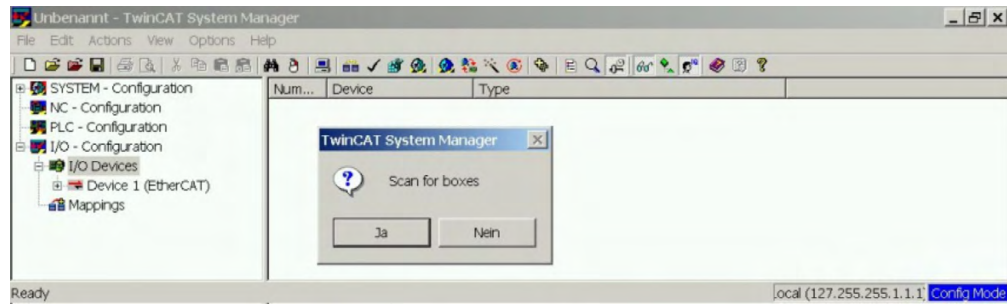 Unbenannt - TwinCAT System Manager
File Edit Actions View Options Help
SYSTEM - Configuration
NC - Configuration
PLC - Configuration
I/O - Configuration
I/O Devices
Device 1 (EtherCAT)
Mappings
Num... Device Type
TwinCAT System Manager
Scan for boxes
Ja Nein
Ready
ocal (127.255.255.1.1.1) Config Mode